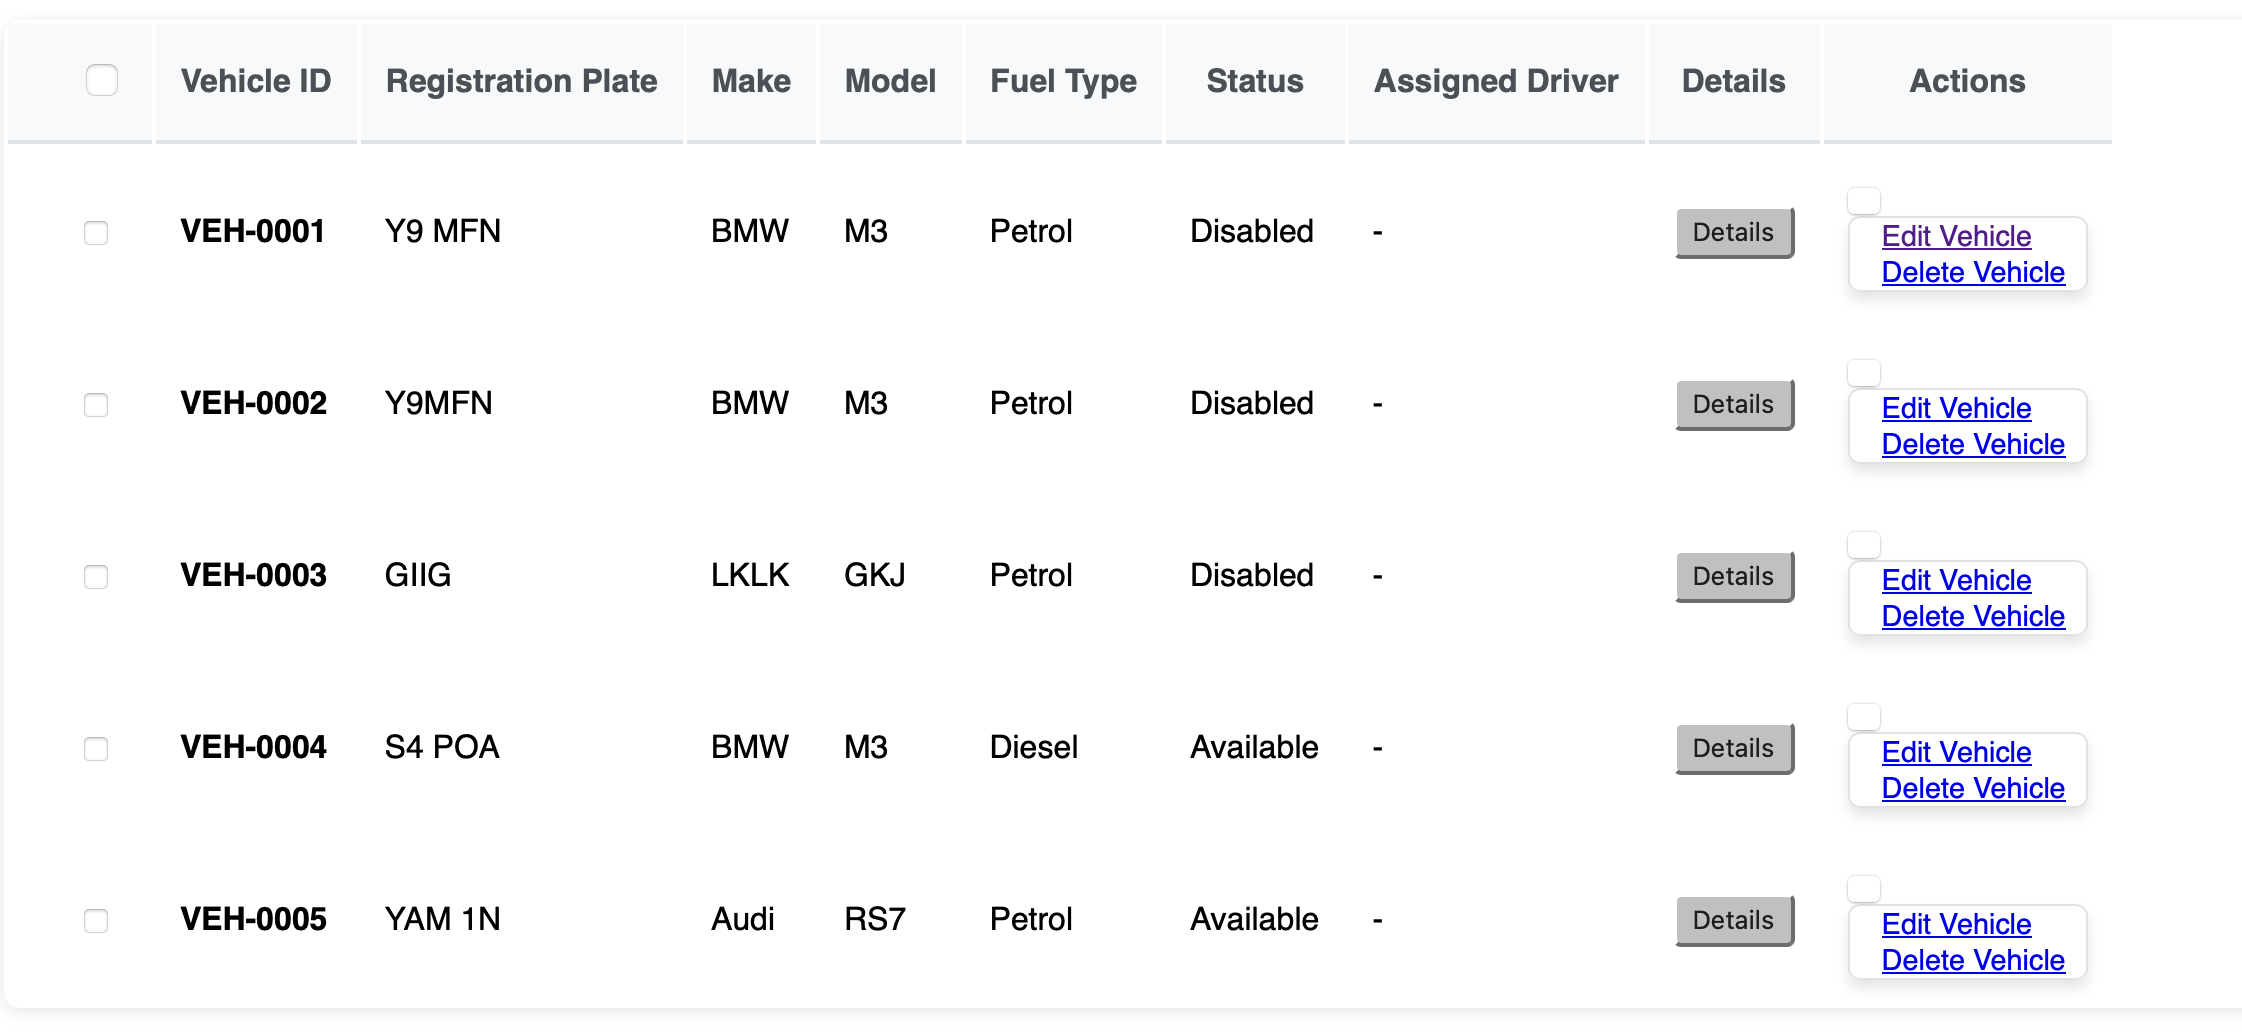 Vehicle ID Registration Plate Make Model Fuel Type Status Assigned Driver Details Actions
VEH-0001 Y9 MFN BMW M3 Petrol Disabled - Details Edit Vehicle
Delete Vehicle
VEH-0002 Y9MFN BMW M3 Petrol Disabled - Details Edit Vehicle
Delete Vehicle
VEH-0003 GIIG LKLK GKJ Petrol Disabled - Details Edit Vehicle
Delete Vehicle
VEH-0004 S4 POA BMW M3 Diesel Available - Details Edit Vehicle
Delete Vehicle
VEH-0005 YAM 1N Audi RS7 Petrol Available - Details Edit Vehicle
Delete Vehicle